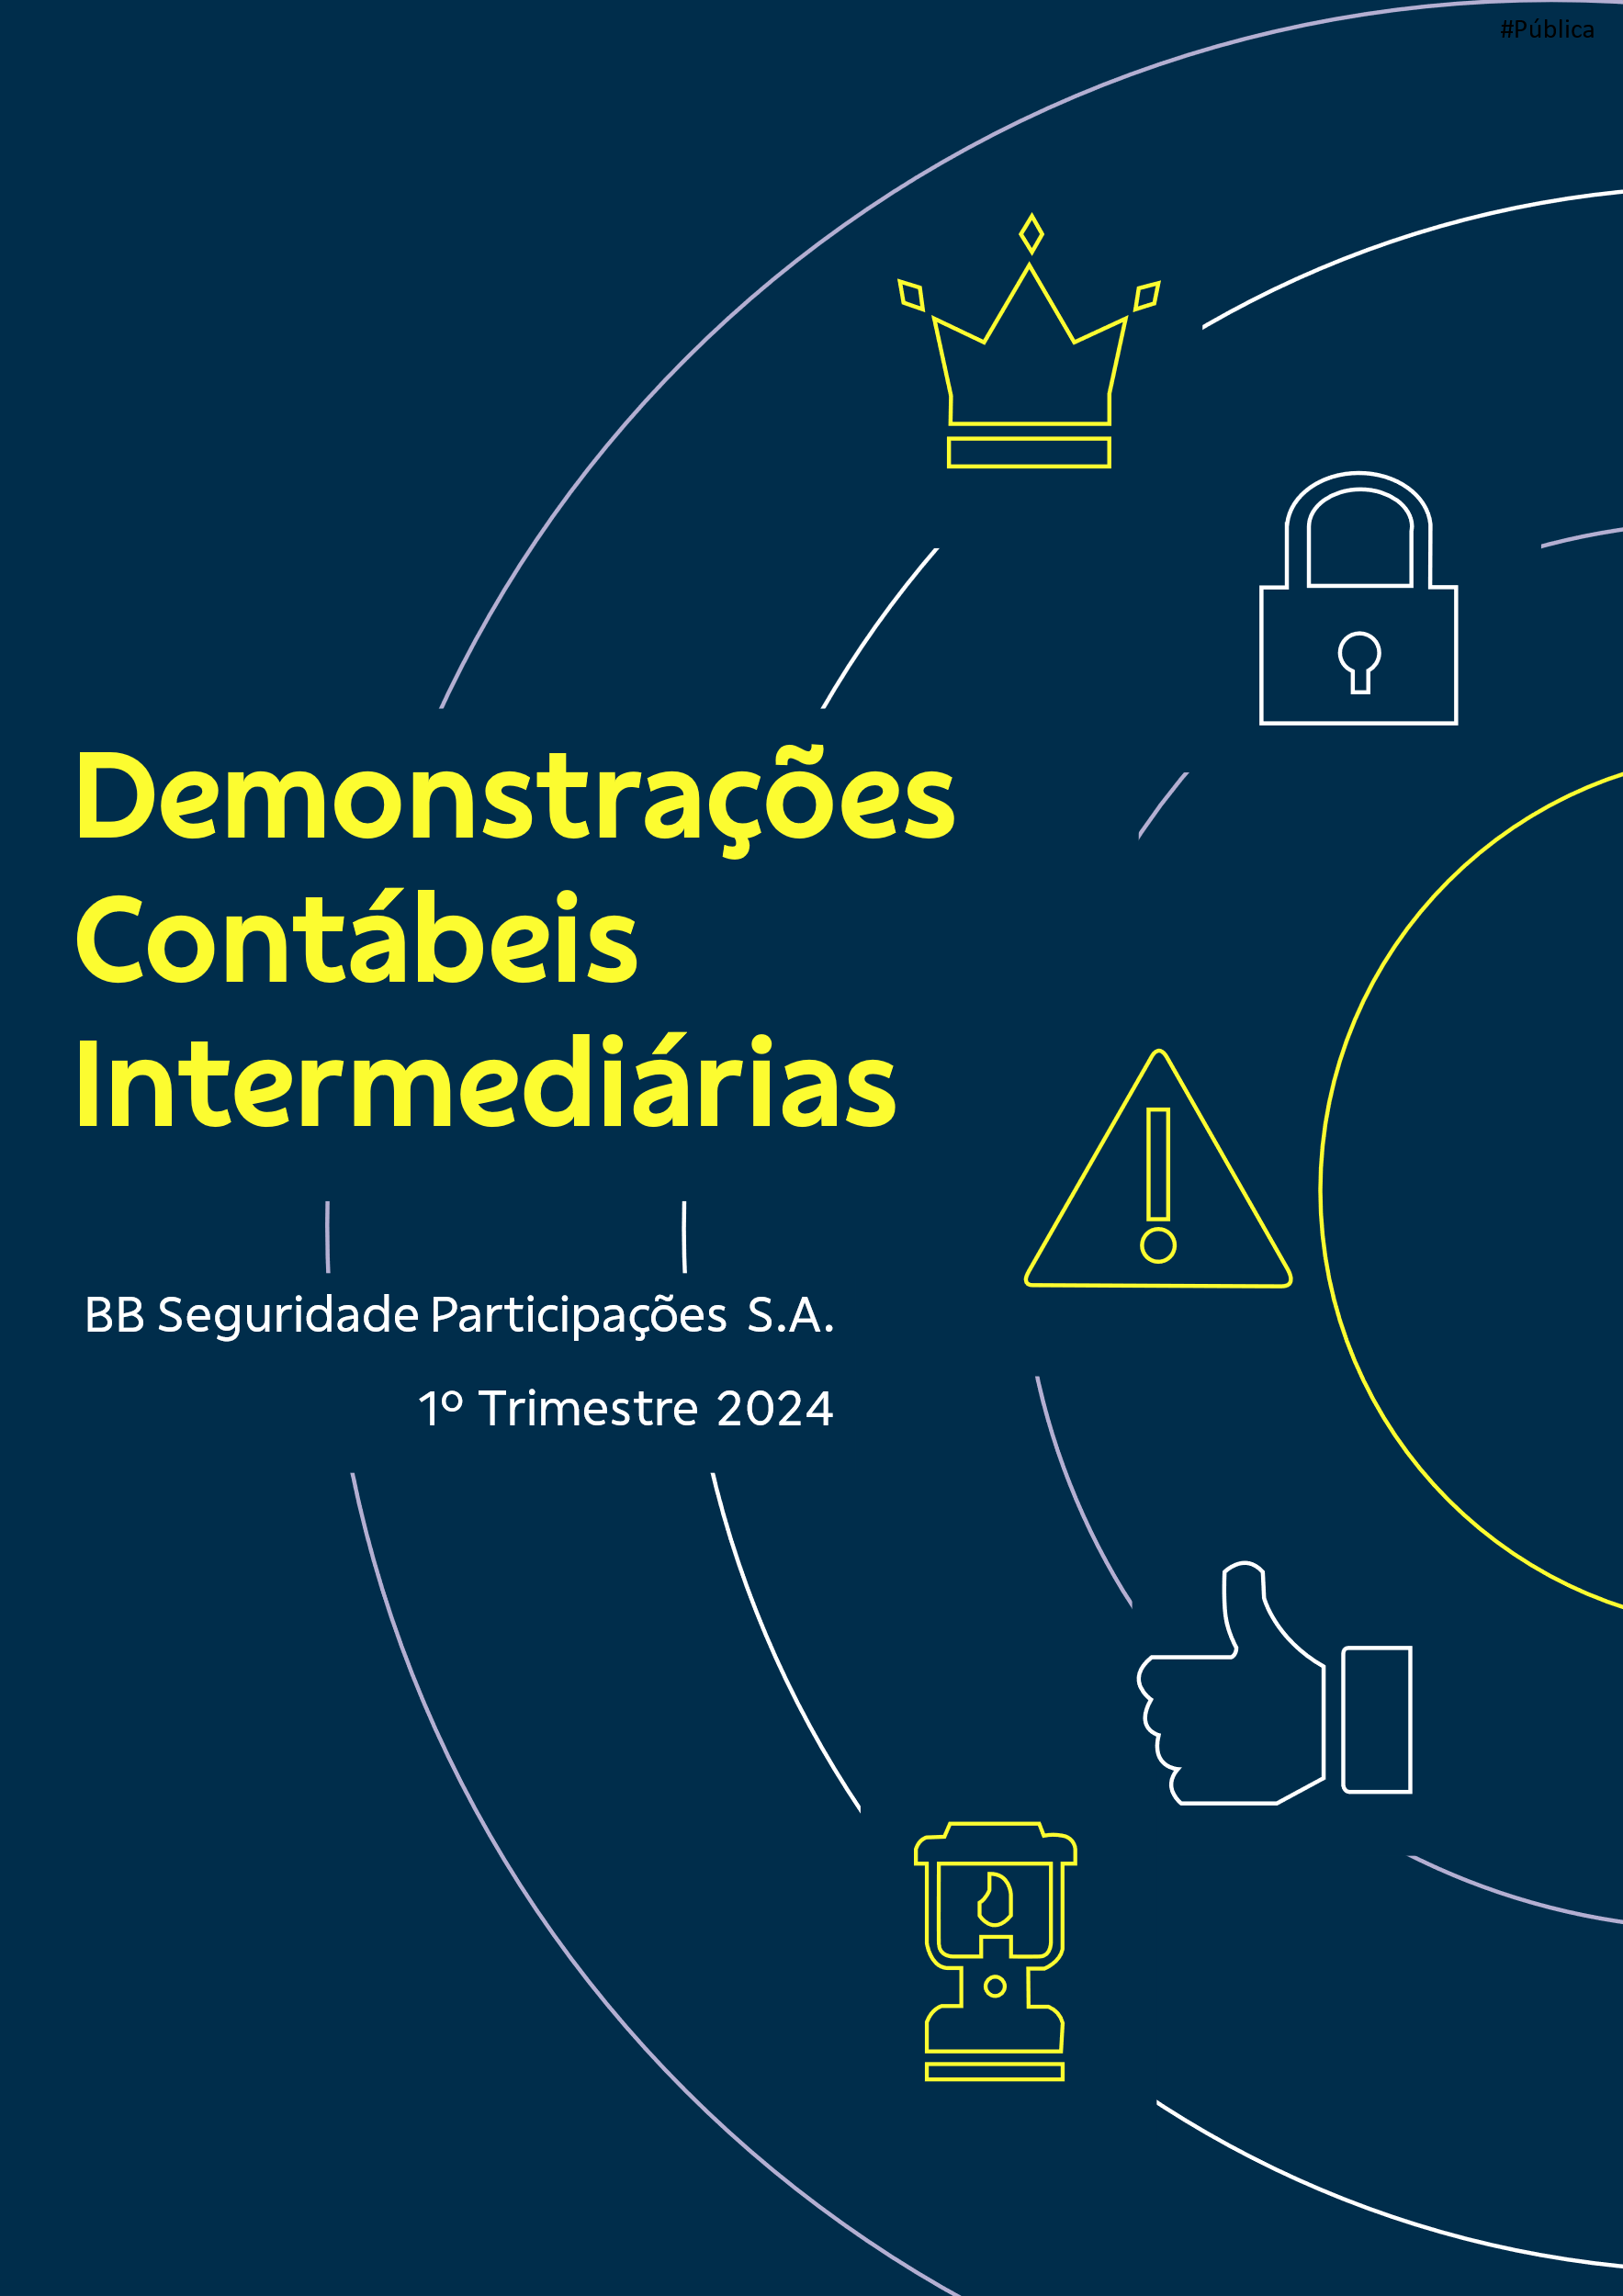 #Pública
Demonstrações
Contábeis
Intermediárias
BB Seguridade Participações S.A.
1º Trimestre 2024